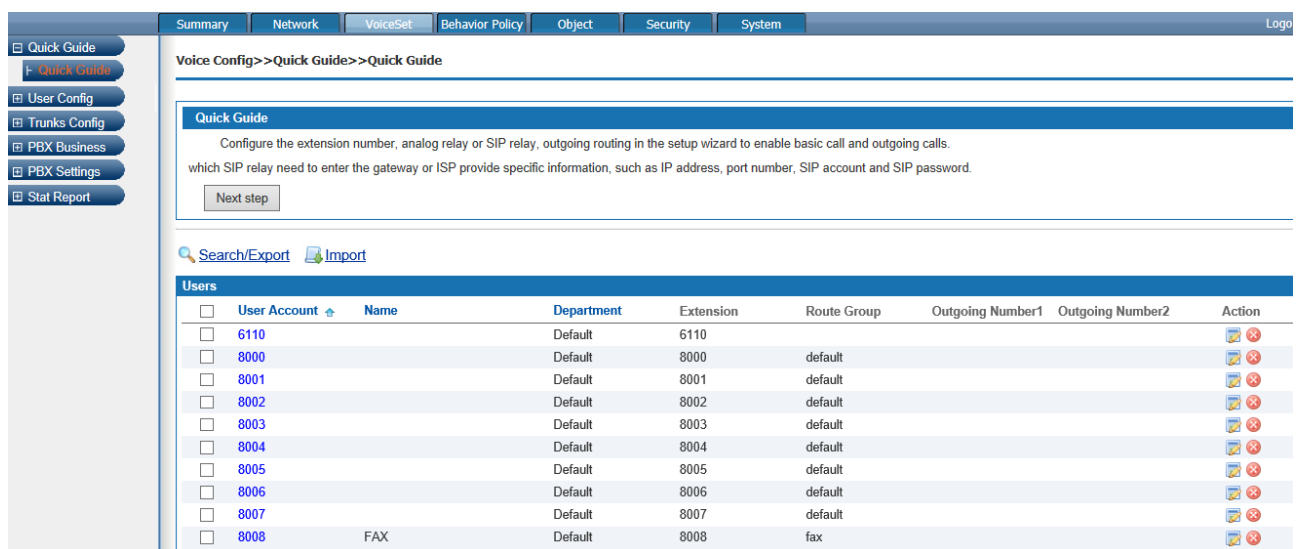 Summary Network VoiceSet Behavior Policy Object Security System Logo
Quick Guide
Quick Guide
User Config
Trunks Config
PBX Business
PBX Settings
Stat Report
Voice Config>>Quick Guide>>Quick Guide
Quick Guide
Configure the extension number, analog relay or SIP relay, outgoing routing in the setup wizard to enable basic call and outgoing calls.
which SIP relay need to enter the gateway or ISP provide specific information, such as IP address, port number, SIP account and SIP password.
Next step
Search/Export Import
Users
User Account Name Department Extension Route Group Outgoing Number1 Outgoing Number2 Action
6110 Default 6110
8000 Default 8000 default
8001 Default 8001 default
8002 Default 8002 default
8003 Default 8003 default
8004 Default 8004 default
8005 Default 8005 default
8006 Default 8006 default
8007 Default 8007 default
8008 FAX Default 8008 fax